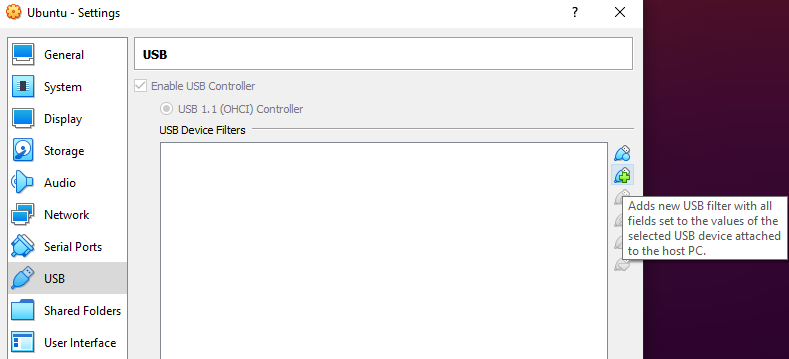 Ubuntu - Settings
?
General
USB
System
Enable USB Controller
USB 1.1 (OHCI) Controller
Display
USB Device Filters
Storage
Audio
Network
Serial Ports
USB
Shared Folders
User Interface
Adds new USB filter with all
fields set to the values of the
selected USB device attached
to the host PC.